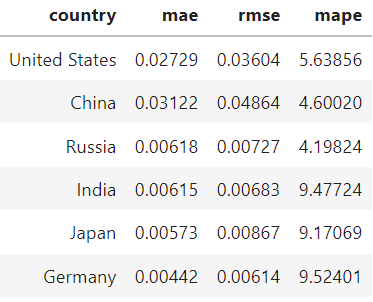 country mae rmse mape
United States 0.02729 0.03604 5.63856
China 0.03122 0.04864 4.60020
Russia 0.00618 0.00727 4.19824
India 0.00615 0.00683 9.47724
Japan 0.00573 0.00867 9.17069
Germany 0.00442 0.00614 9.52401